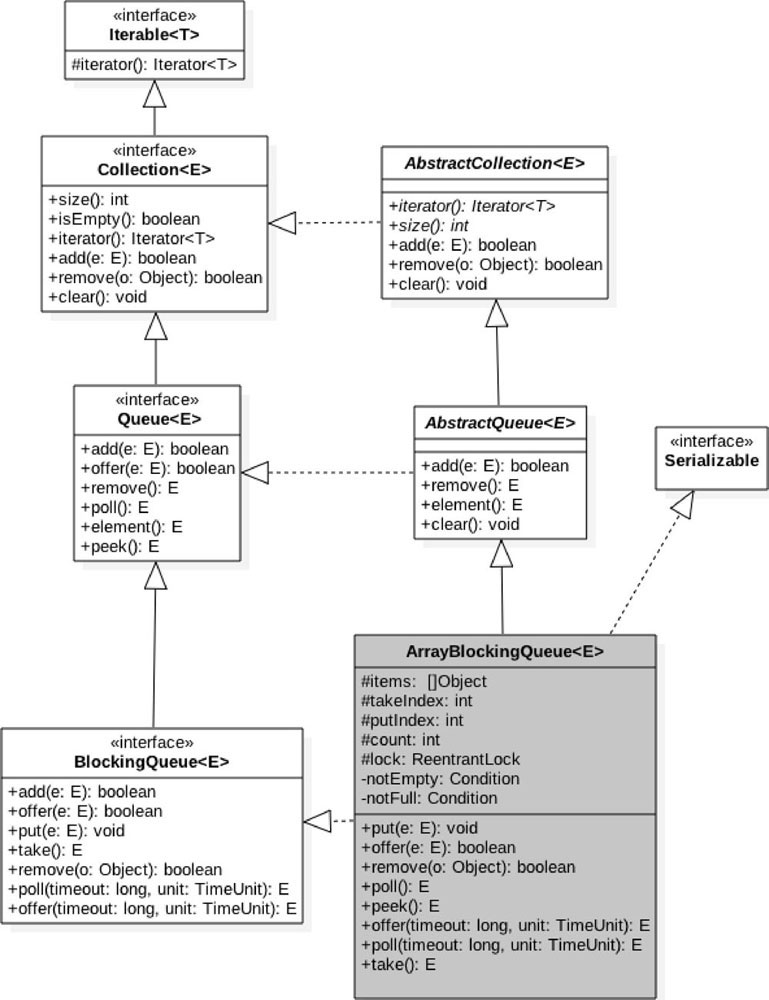 «interface»
Iterable<T>
#iterator(): Iterator<T>
«interface»
Collection<E>
+size(): int
+isEmpty(): boolean
+iterator(): Iterator<T>
+add(e: E): boolean
+remove(o: Object): boolean
+clear(): void
AbstractCollection<E>
+iterator(): Iterator<T>
+size(): int
+add(e: E): boolean
+remove(o: Object): boolean
+clear(): void
«interface»
Queue<E>
+add(e: E): boolean
+offer(e: E): boolean
+remove(): E
+poll(): E
+element(): E
+peek(): E
AbstractQueue<E>
+add(e: E): boolean
+remove(): E
+element(): E
+clear(): void
«interface»
Serializable
«interface»
BlockingQueue<E>
+add(e: E): boolean
+offer(e: E): boolean
+put(e: E): void
+take(): E
+remove(o: Object): boolean
+poll(timeout: long, unit: TimeUnit): E
+offer(timeout: long, unit: TimeUnit): E
ArrayBlockingQueue<E>
#items:  []Object
#takeIndex: int
#putIndex: int
#count: int
#lock: ReentrantLock
-notEmpty: Condition
-notFull: Condition
+put(e: E): void
+offer(e: E): boolean
+remove(o: Object): boolean
+poll(): E
+peek(): E
+offer(timeout: long, unit: TimeUnit): E
+poll(timeout: long, unit: TimeUnit): E
+take(): E